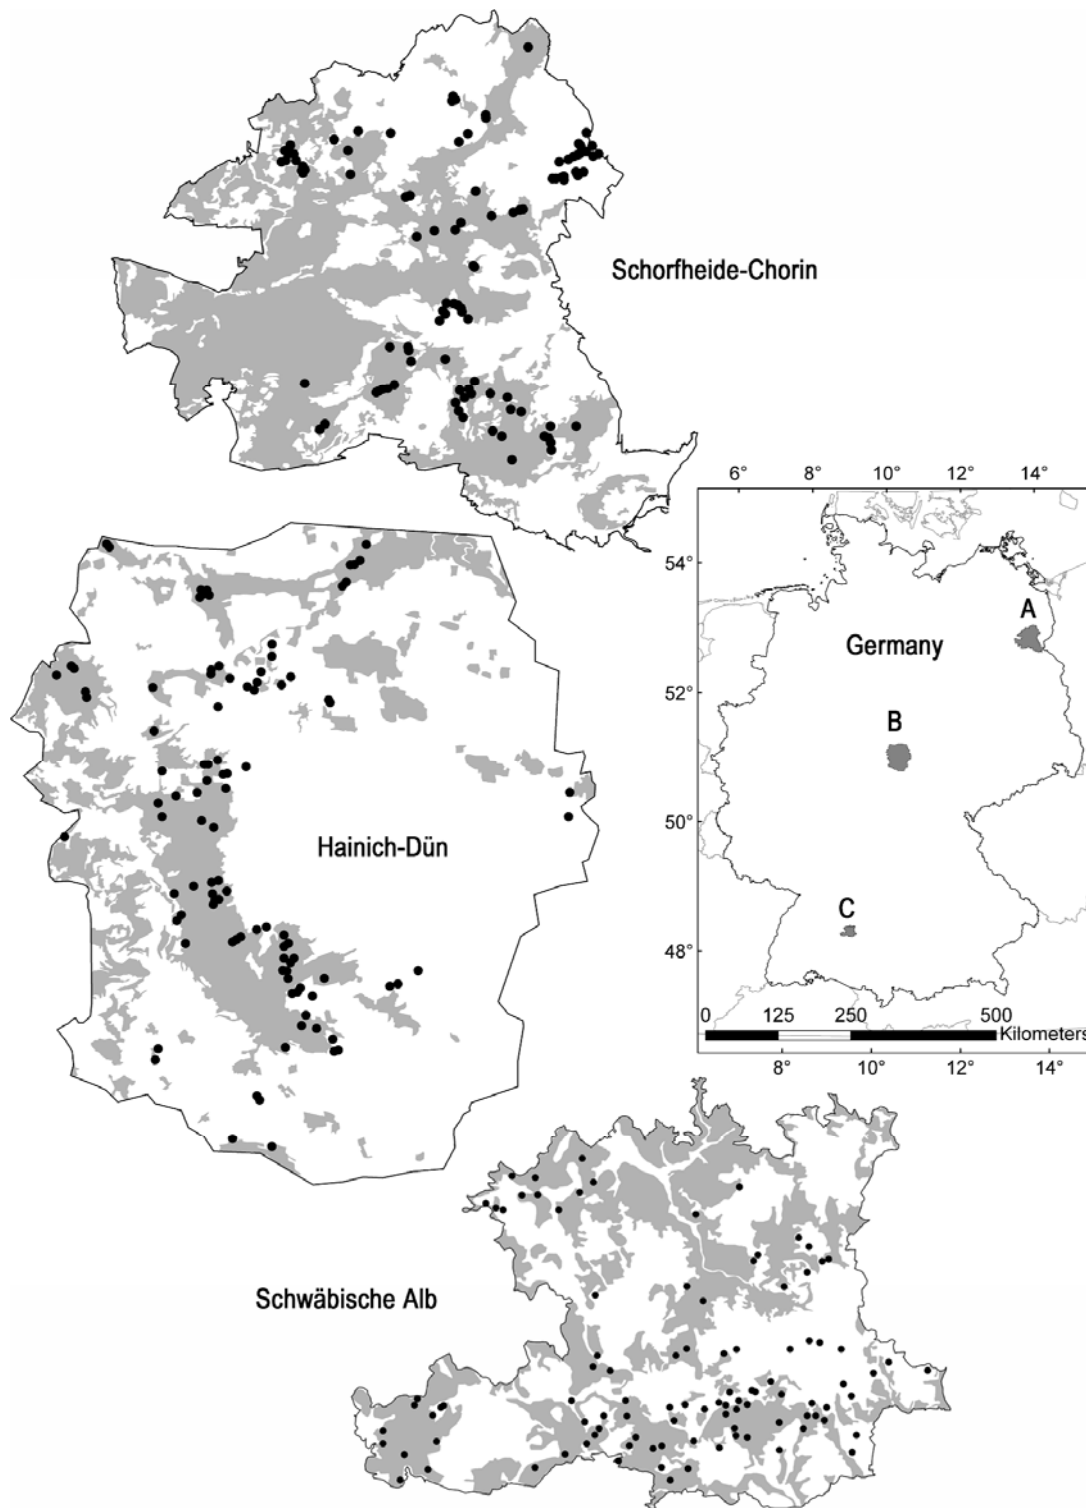 Schorfheide-Chorin
6° 8° 10° 12° 14°
54°
A
Germany
52°
B
50°
Hainich-Dün
C
48°
0 125 250 500
Kilometers
8° 10° 12° 14°
Schwäbische Alb